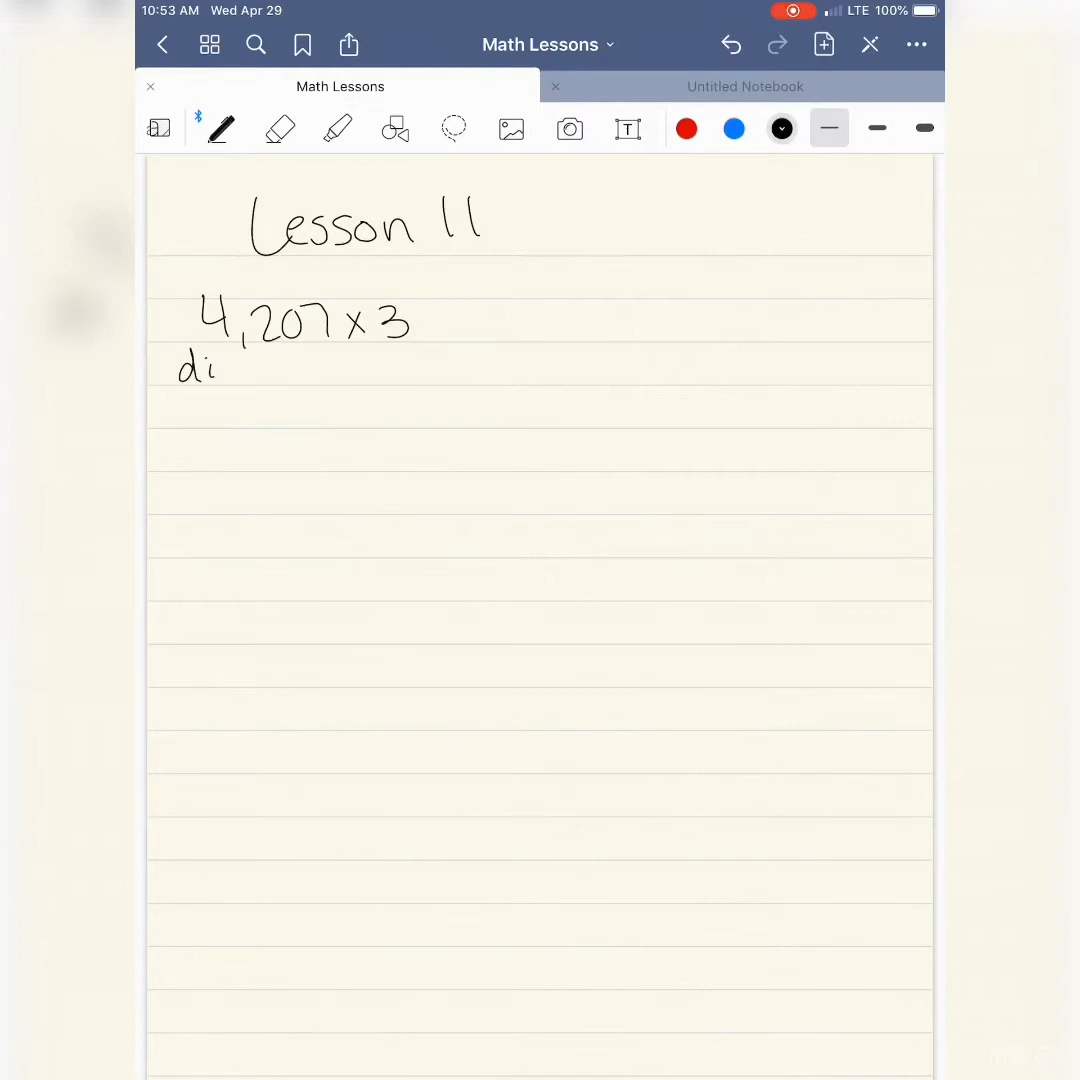 10:53 AM Wed Apr 29 LTE 100%
Math Lessons
Math Lessons Untitled Notebook
T
Lesson 11
4,207 x 3
di